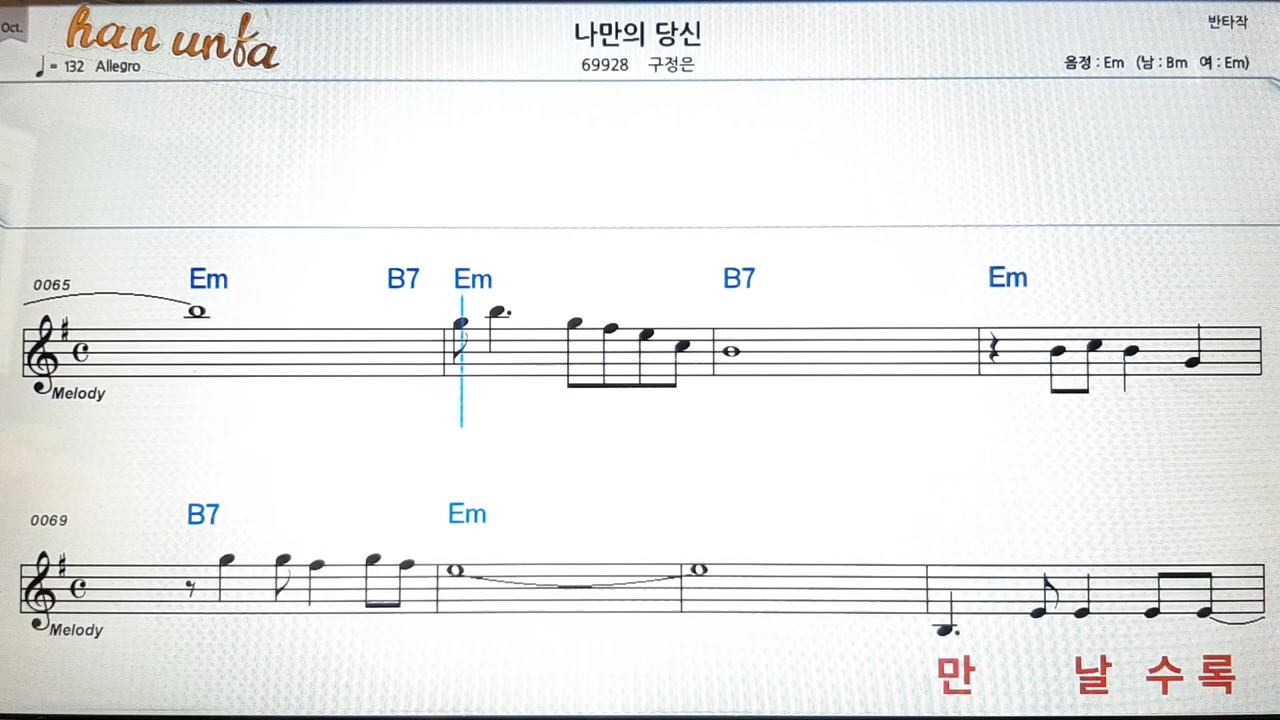 Oct.
han unfa
나만의 당신
반타작
♩= 132 Allegro
69928 구정은
음정 : Em (남 : Bm 여 : Em)
0065 Em B7 Em B7 Em
Melody
0069 B7 Em
Melody
만 날 수 록